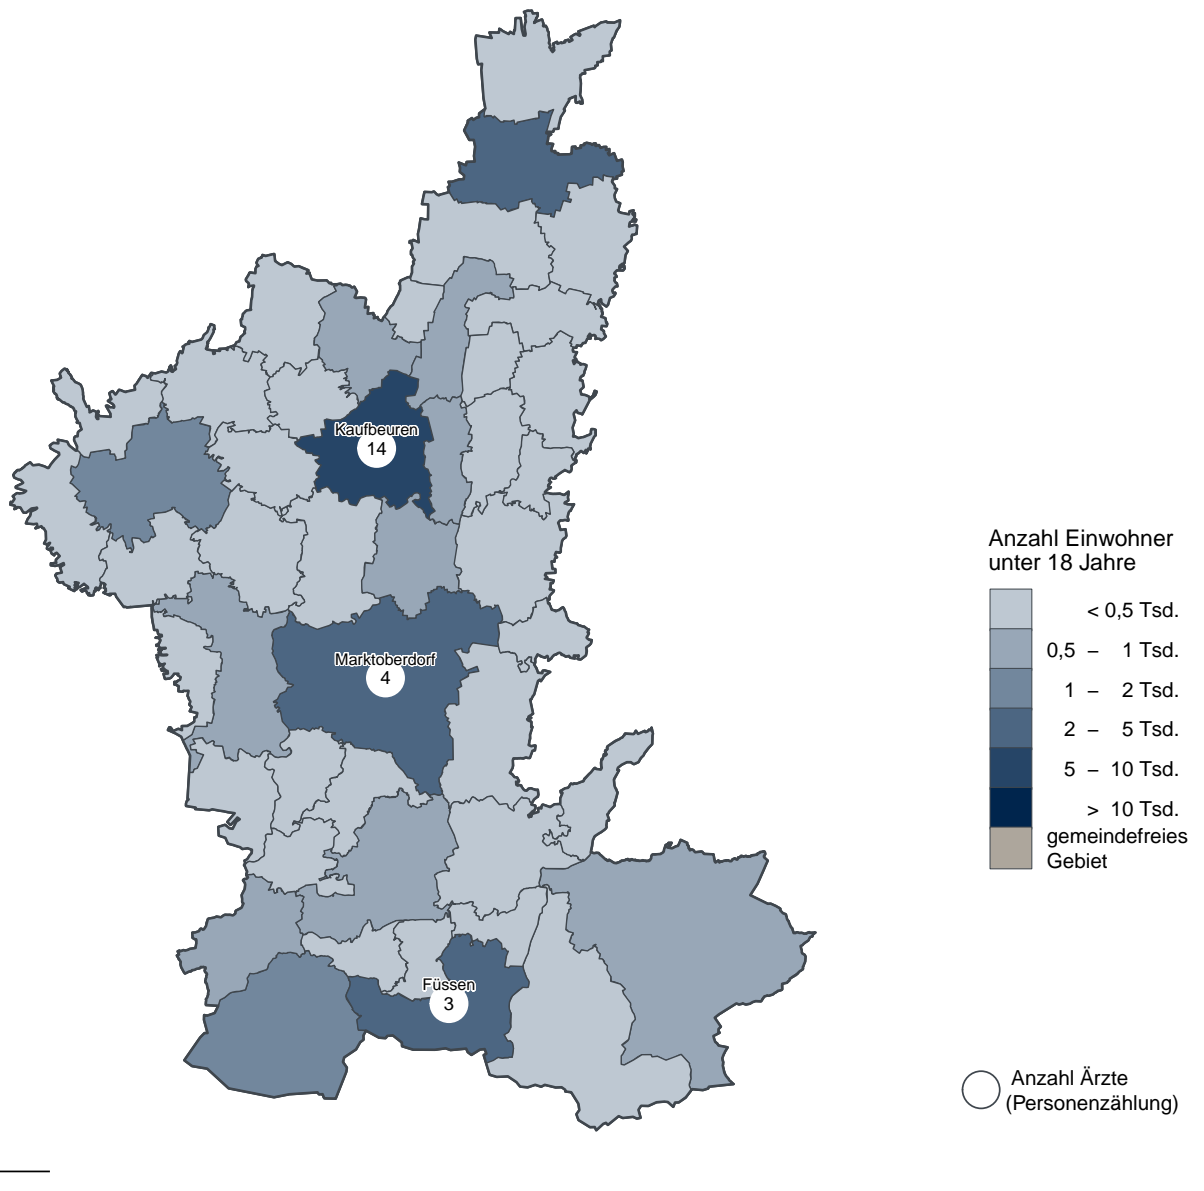 Kaufbeuren
14
Marktoberdorf
4
Füssen
3
Anzahl Einwohner
unter 18 Jahre
< 0,5 Tsd.
0,5 – 1 Tsd.
1 – 2 Tsd.
2 – 5 Tsd.
5 – 10 Tsd.
> 10 Tsd.
gemeindefreies
Gebiet
Anzahl Ärzte
(Personenzählung)